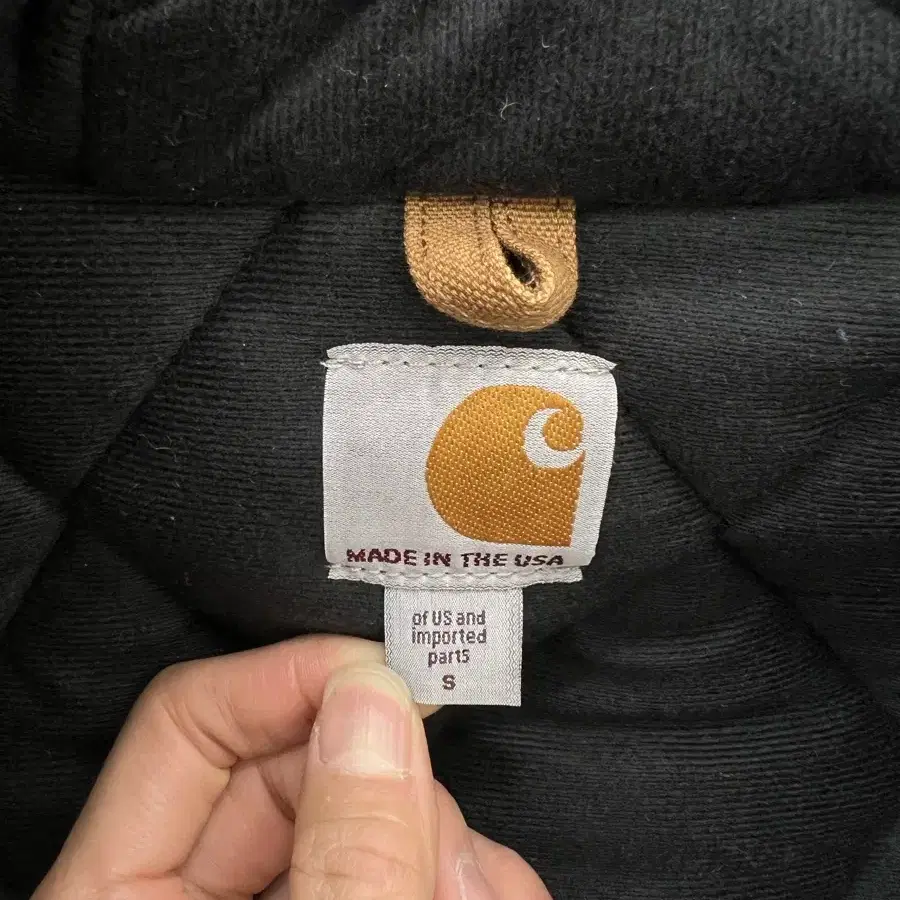 MADE IN THE USA
of US and
imported
parts
S